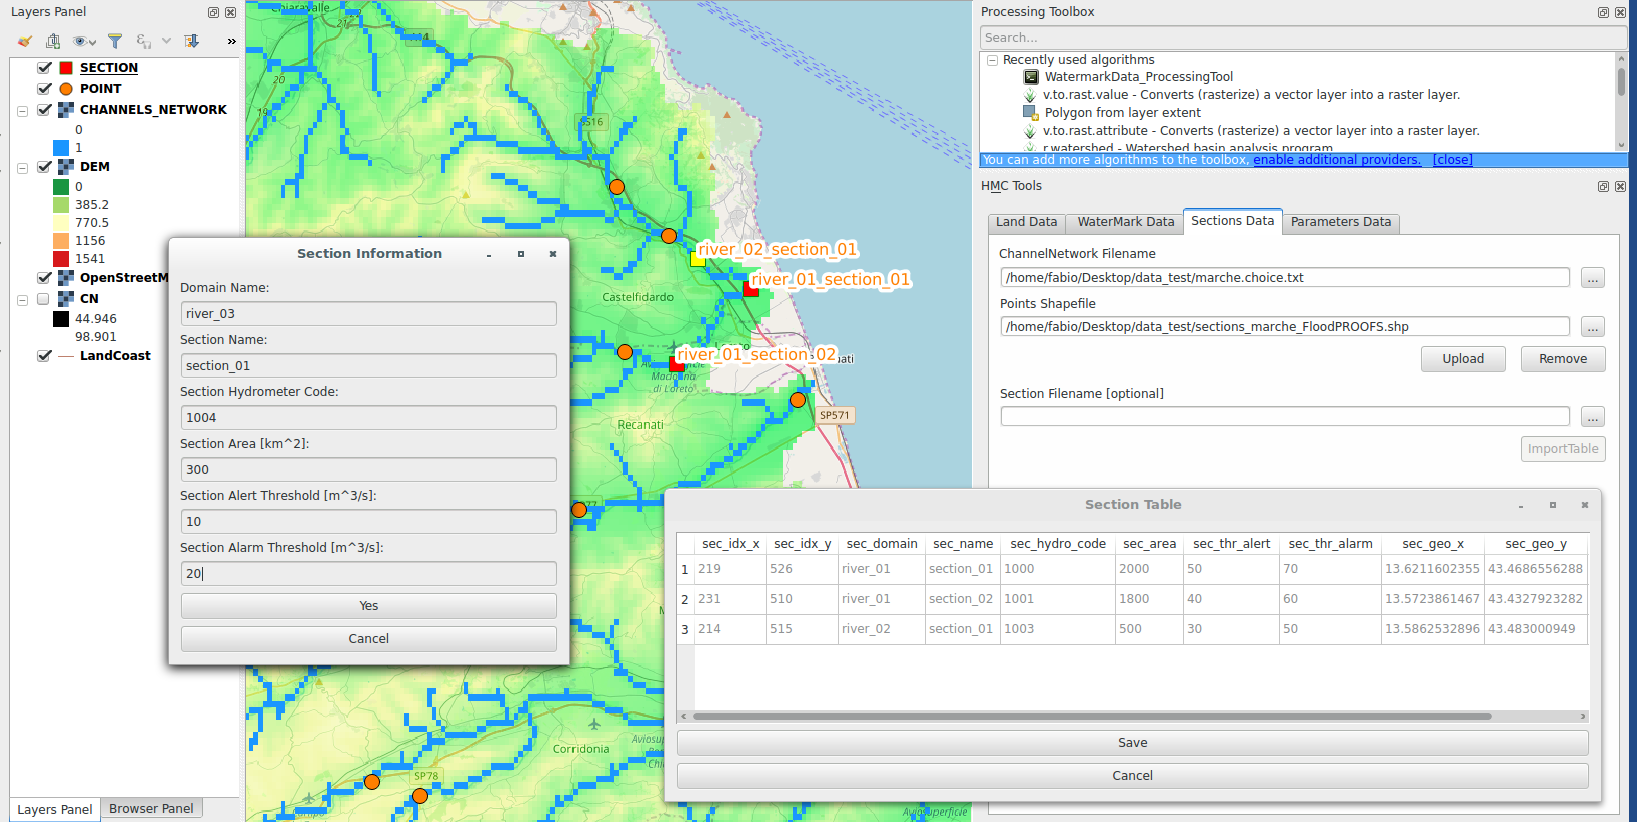 Layers Panel
»
SECTION
POINT
CHANNELS_NETWORK
0
1
DEM
0
385.2
770.5
1156
1541
OpenStreetM
CN
44.946
98.901
LandCoast
Layers Panel
Browser Panel
Chiaravalle
SS16
river_02_section_01
river_01_section_01
Castelfidardo
river_01_section_02
Loreto
Madonna
di Loreto
SP571
Recanati
Corridonia
SP78
Aviosuperficie
Section Information
Domain Name:
river_03
Section Name:
section_01
Section Hydrometer Code:
1004
Section Area [km^2]:
300
Section Alert Threshold [m^3/s]:
10
Section Alarm Threshold [m^3/s]:
20
Yes
Cancel
Processing Toolbox
Search...
Recently used algorithms
WatermarkData_ProcessingTool
v.to.rast.value - Converts (rasterize) a vector layer into a raster layer.
Polygon from layer extent
v.to.rast.attribute - Converts (rasterize) a vector layer into a raster layer.
r.watershed - Watershed basin analysis program
You can add more algorithms to the toolbox, enable additional providers. [close]
HMC Tools
Land Data WaterMark Data Sections Data Parameters Data
ChannelNetwork Filename
/home/fabio/Desktop/data_test/marche.choice.txt ...
Points Shapefile
/home/fabio/Desktop/data_test/sections_marche_FloodPROOFS.shp ...
Upload Remove
Section Filename [optional]
...
ImportTable
Section Table
sec_idx_x sec_idx_y sec_domain sec_name sec_hydro_code sec_area sec_thr_alert sec_thr_alarm sec_geo_x sec_geo_y
1 219 526 river_01 section_01 1000 2000 50 70 13.6211602355 43.4686556288
2 231 510 river_01 section_02 1001 1800 40 60 13.5723861467 43.4327923282
3 214 515 river_02 section_01 1003 500 30 50 13.5862532896 43.483000949
Save
Cancel